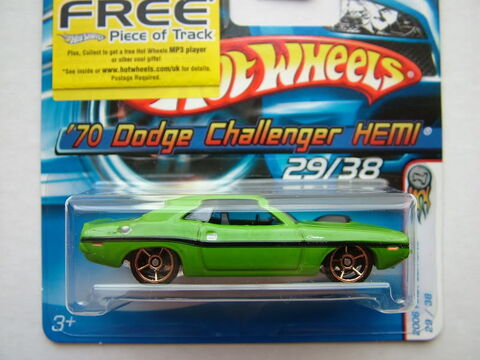 FREE
Hot Wheels Piece of Track
Plus, Collect to get a free Hot Wheels MP3 player
or other cool gifts!
*See inside or www.hotwheels.com/uk for details.
Postage Required.
HOT WHEELS
'70 Dodge Challenger HEMI®
29/38
3+
2006
29 / 38